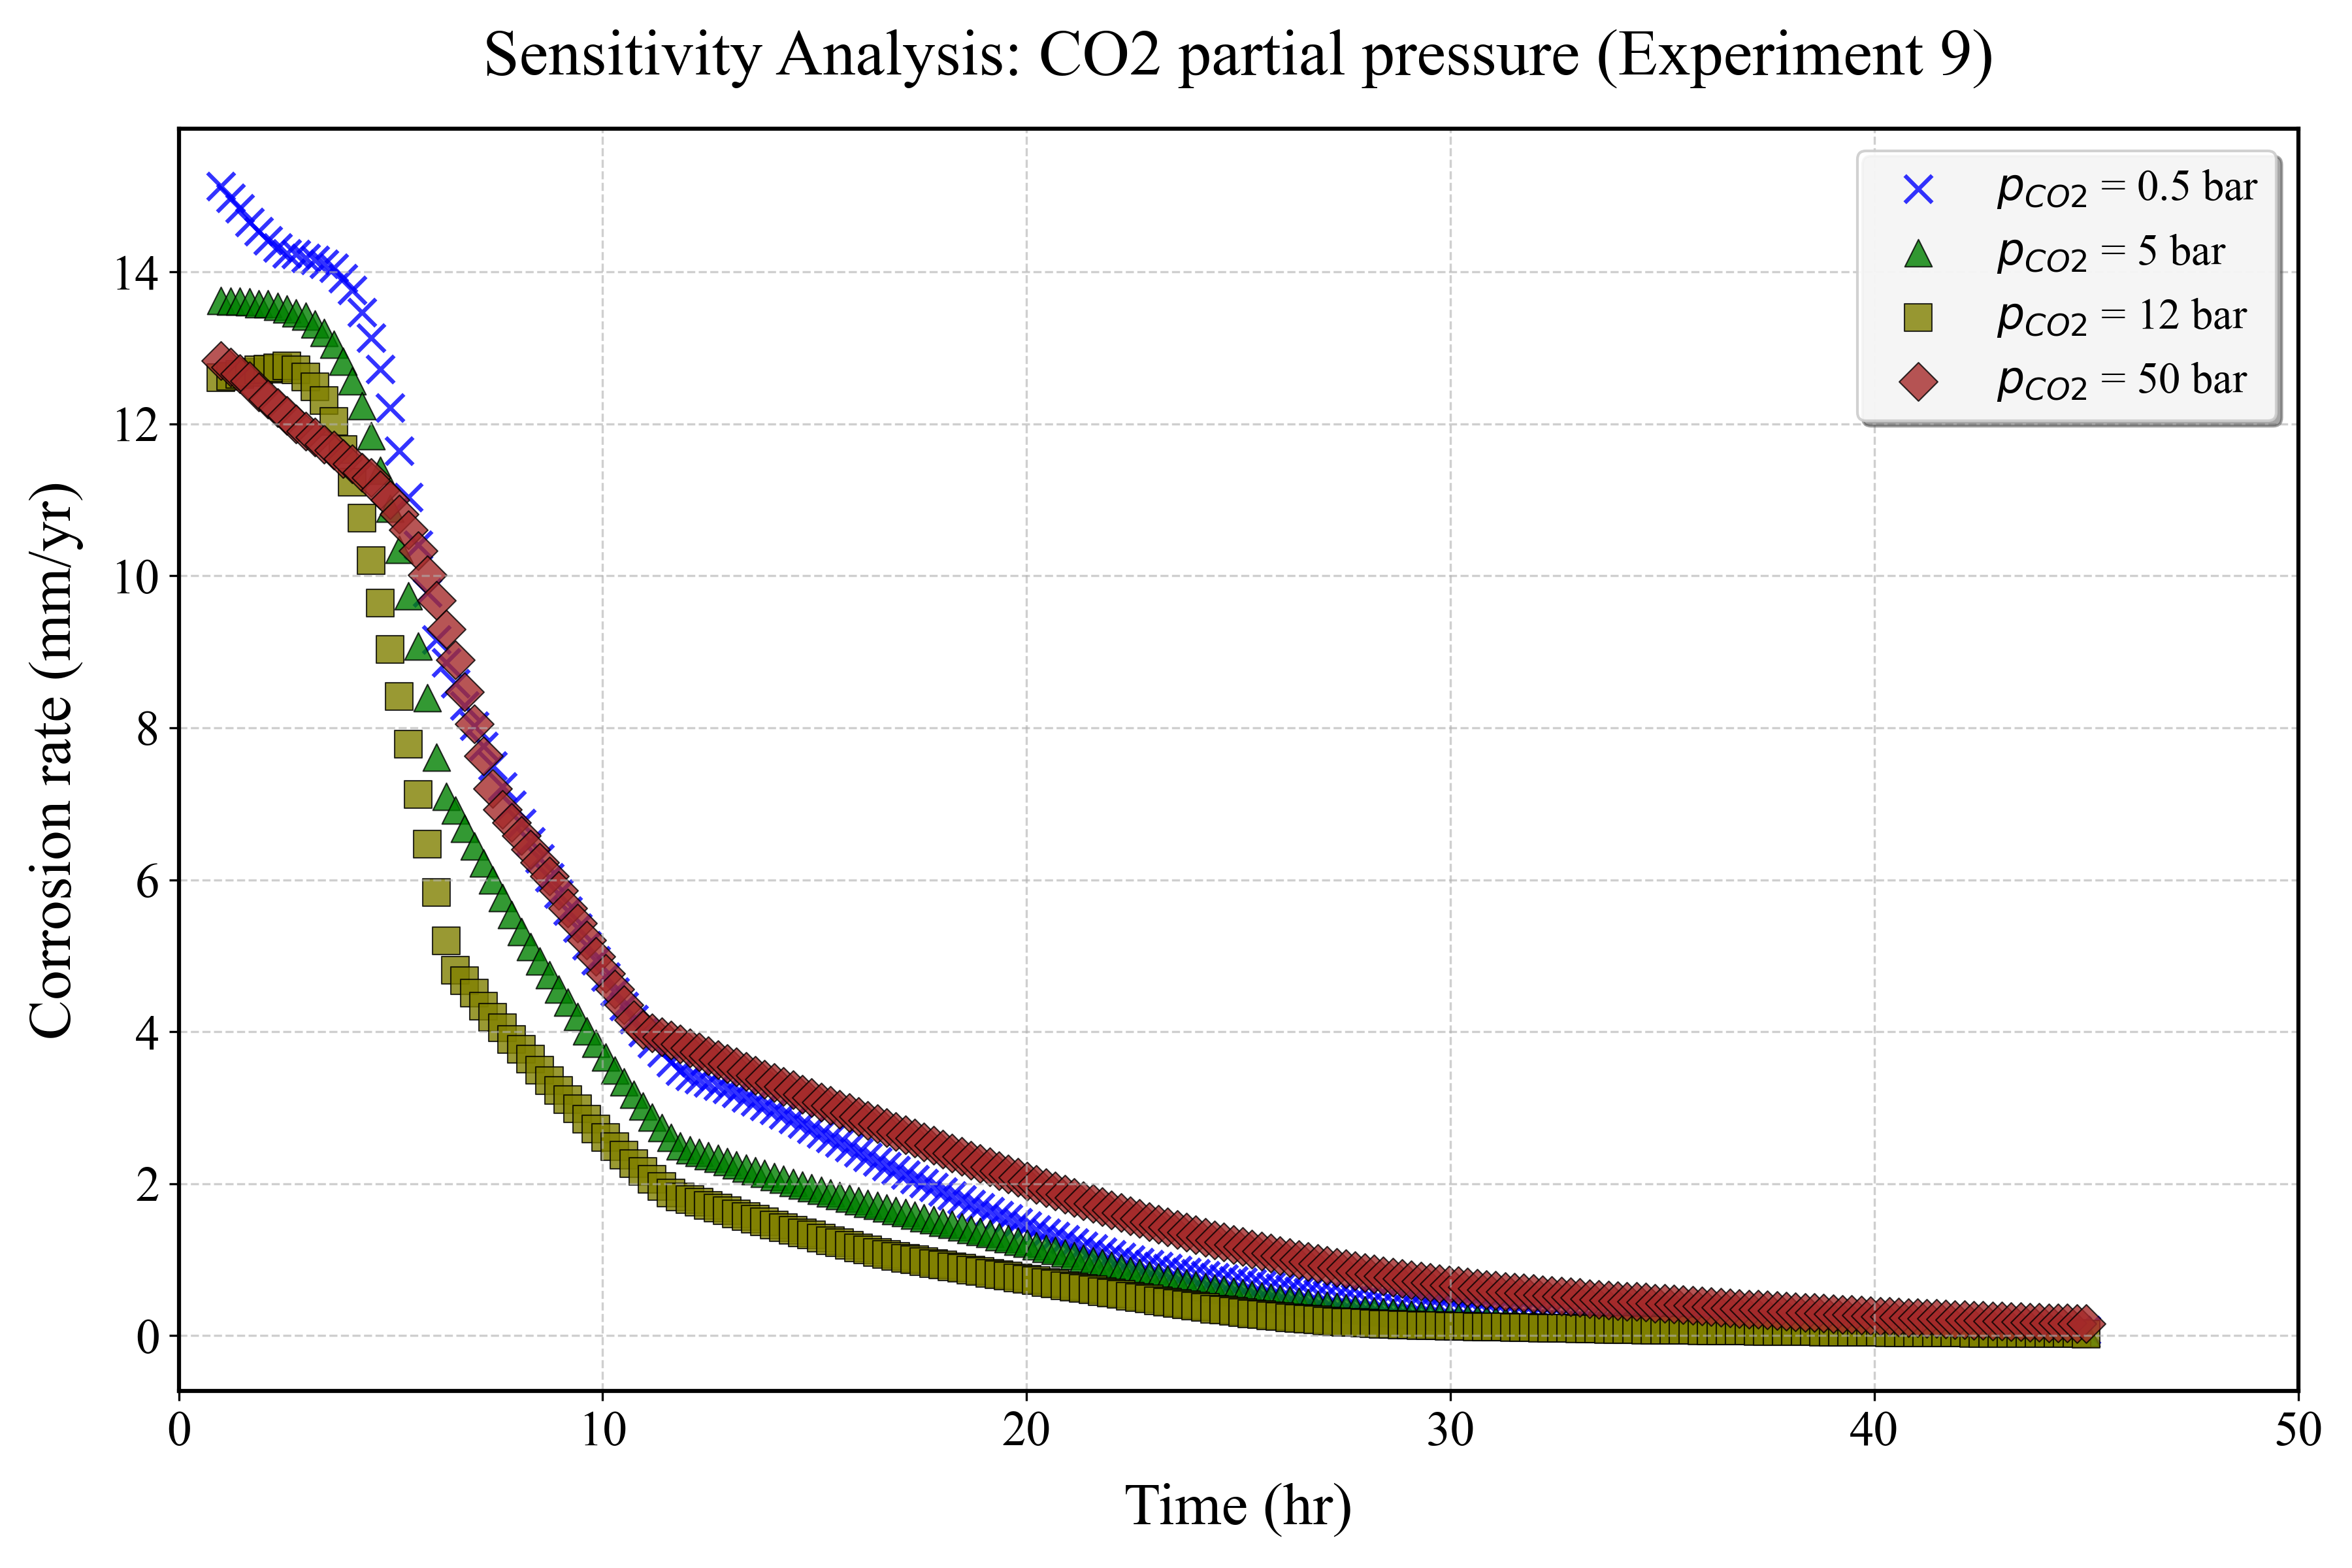 Sensitivity Analysis: CO2 partial pressure (Experiment 9)
p_CO2 = 0.5 bar
p_CO2 = 5 bar
p_CO2 = 12 bar
p_CO2 = 50 bar
Corrosion rate (mm/yr)
14
12
10
8
6
4
2
0
0 10 20 30 40 50
Time (hr)